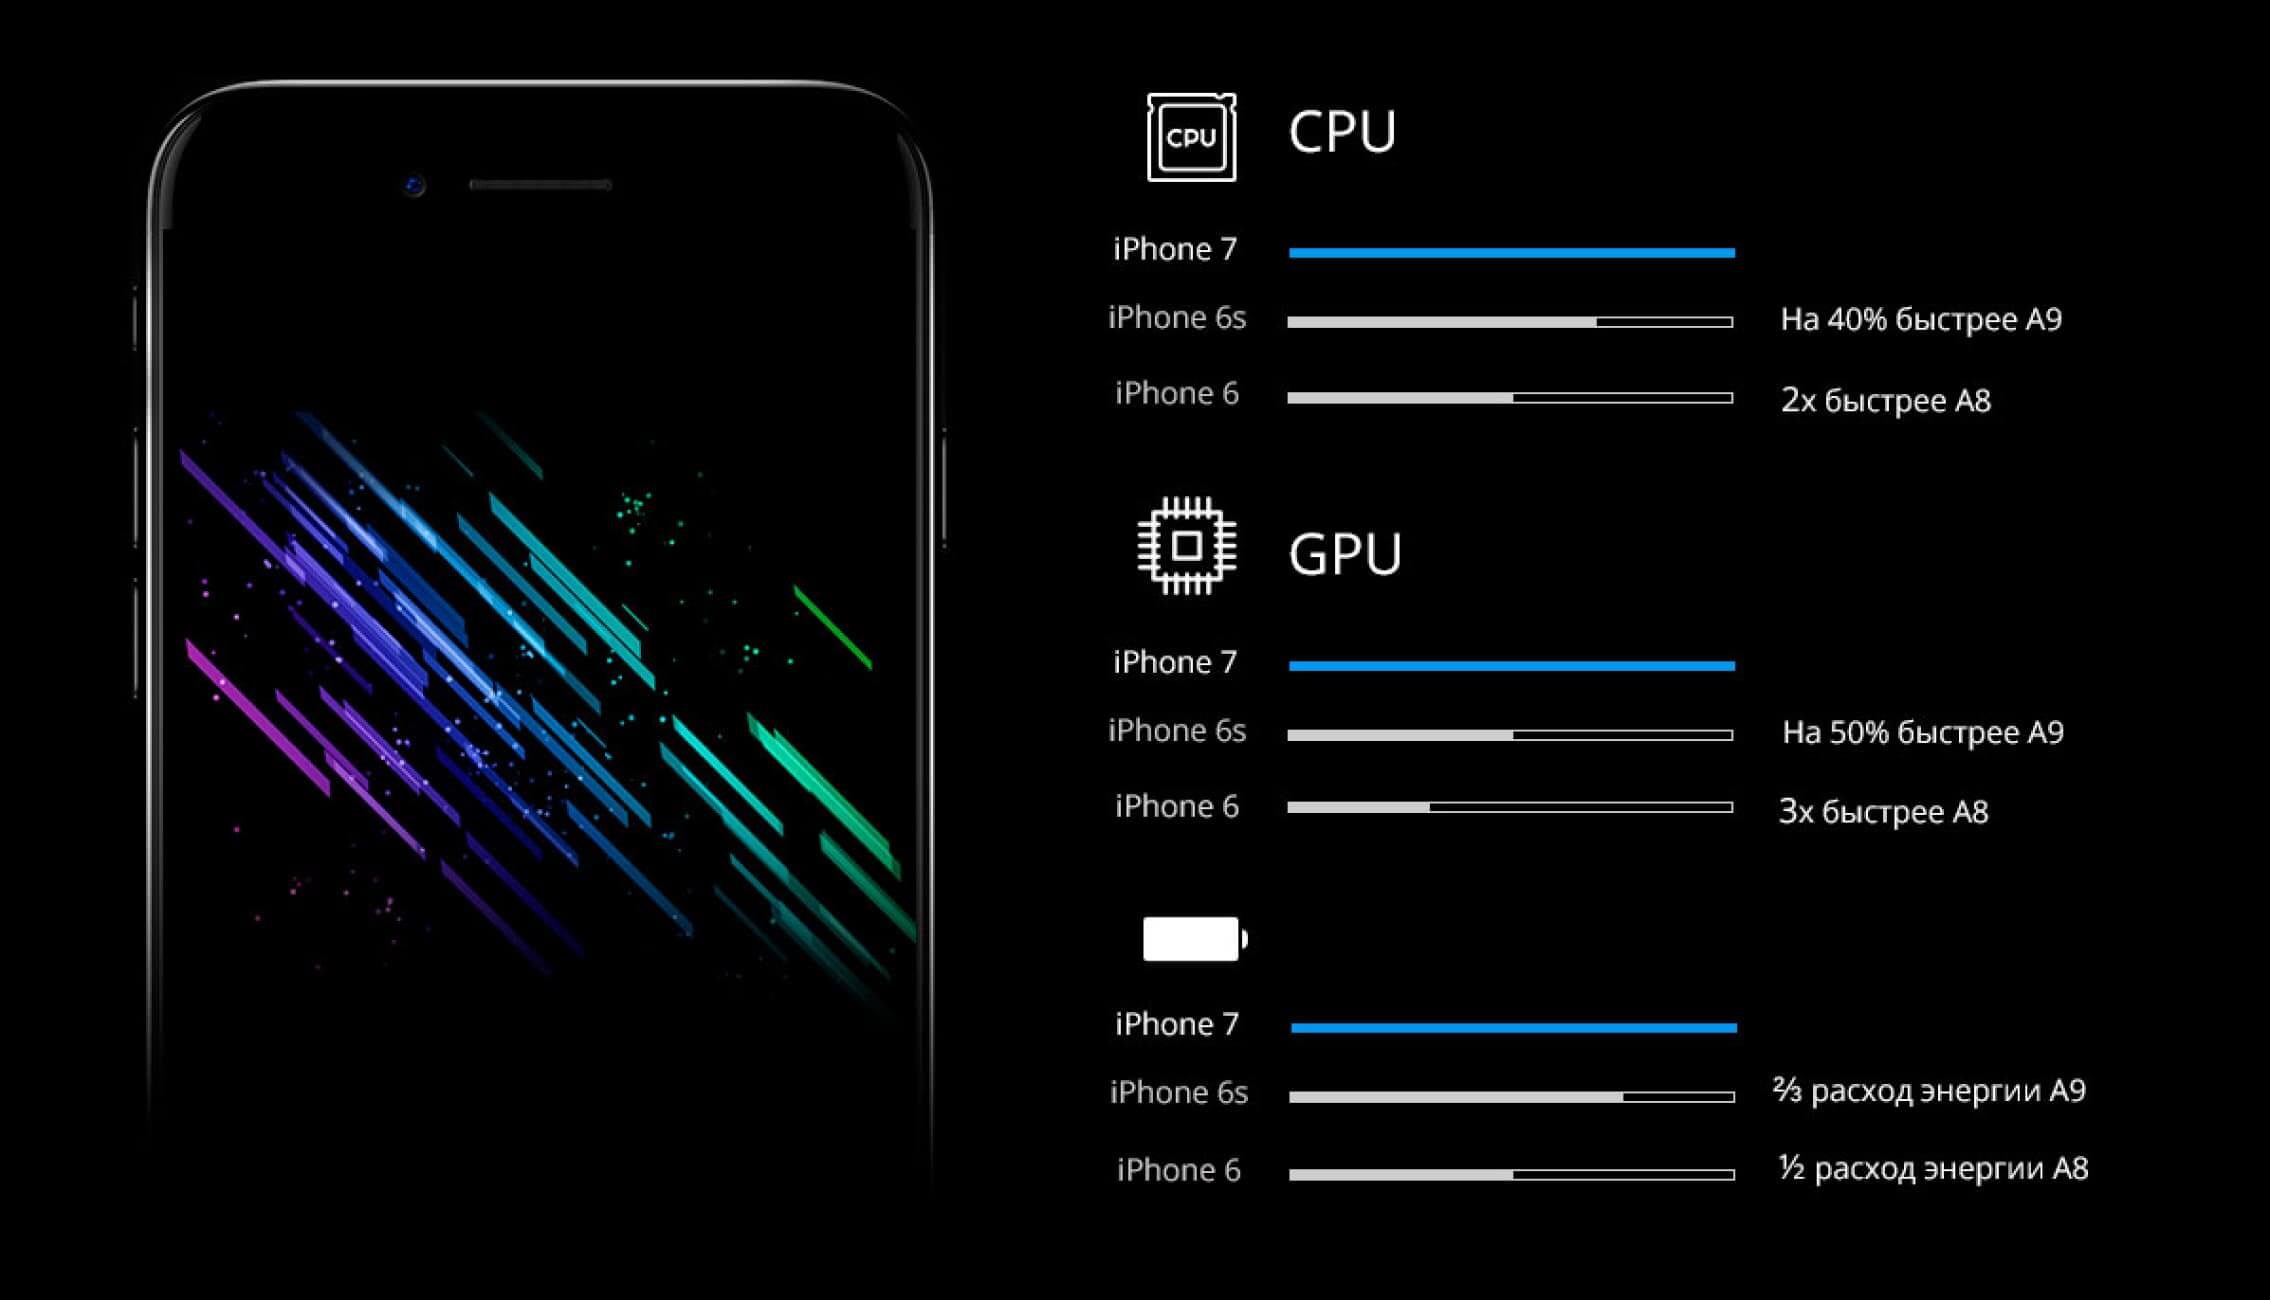 CPU
CPU
iPhone 7
iPhone 6s
На 40% быстрее A9
iPhone 6
2x быстрее A8
GPU
iPhone 7
iPhone 6s
На 50% быстрее A9
iPhone 6
3x быстрее A8
iPhone 7
iPhone 6s
⅔ расход энергии A9
iPhone 6
½ расход энергии A8